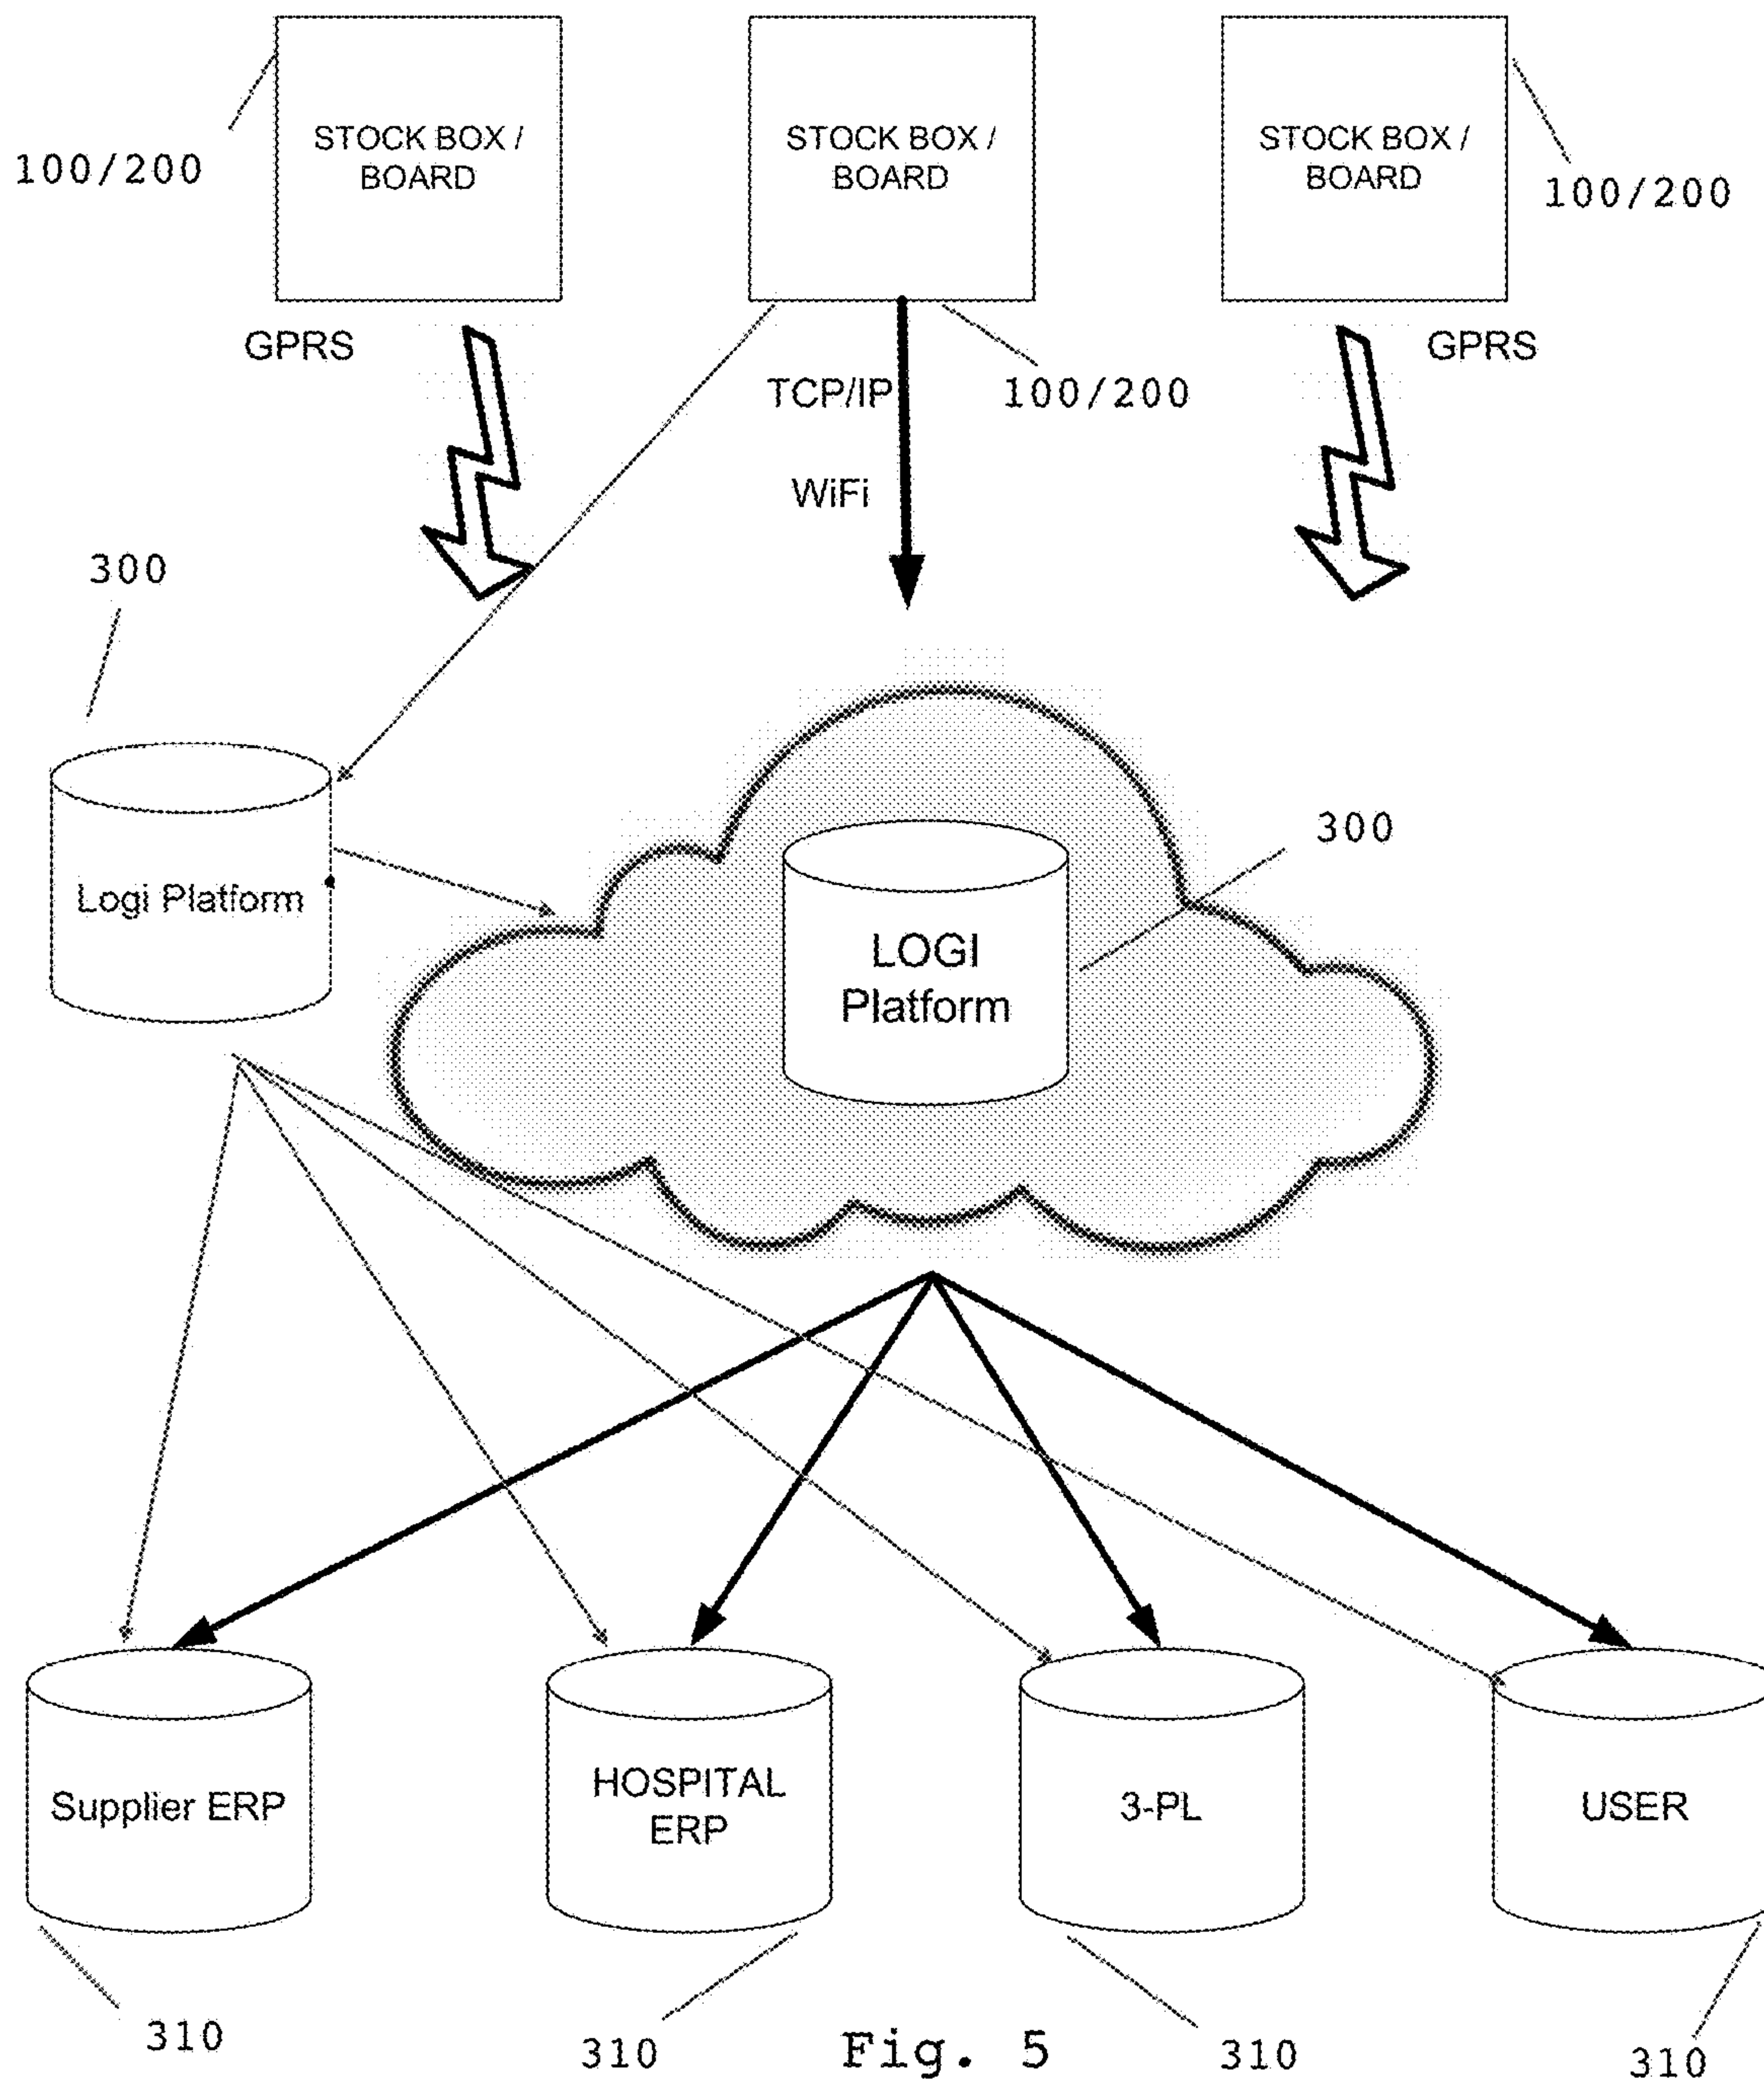 STOCK BOX /
BOARD
STOCK BOX /
BOARD
STOCK BOX /
BOARD
100/200
100/200
GPRS
GPRS
TCP/IP
100/200
WiFi
300
300
Logi Platform
LOGI
Platform
Supplier ERP
HOSPITAL
ERP
3-PL
USER
310
310
Fig. 5
310
310